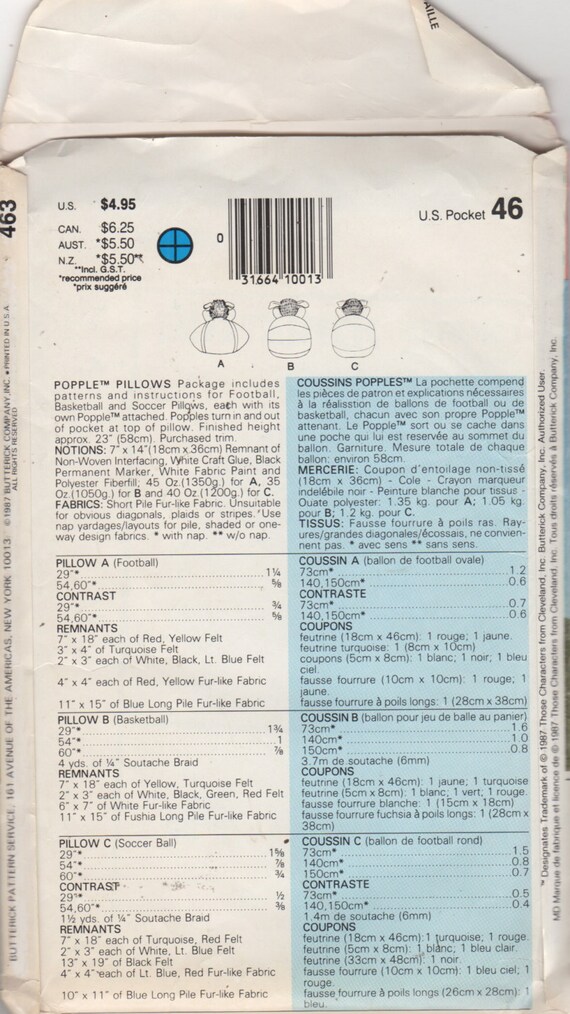 AILLE
463
U.S. $4.95
CAN. $6.25
AUST. *$5.50
N.Z. *$5.50**
**Incl. G.S.T.
*recommended price
*prix suggéré
0
31664 10013
U.S. Pocket 46
A
B
C
POPPLE™ PILLOWS Package includes
patterns and instructions for Football,
Basketball and Soccer Pillows, each with its
own Popple™ attached. Popples turn in and out
of pocket at top of pillow. Finished height
approx. 23" (58cm). Purchased trim.
NOTIONS: 7" x 14"(18cm x 36cm) Remnant of
Non-Woven Interfacing, White Craft Glue, Black
Permanent Marker, White Fabric Paint and
Polyester Fiberfill; 45 Oz.(1350g.) for A, 35
Oz.(1050g.) for B and 40 Oz.(1200g.) for C.
FABRICS: Short Pile Fur-like Fabric. Unsuitable
for obvious diagonals, plaids or stripes. Use
nap yardages/layouts for pile, shaded or one-
way design fabrics. * with nap. ** w/o nap.
PILLOW A (Football)
29"* 1¼
54,60"* ⅝
CONTRAST
29"* ¾
54,60"* ⅝
REMNANTS
7" x 18" each of Red, Yellow Felt
3" x 4" of Turquoise Felt
2" x 3" each of White, Black, Lt. Blue Felt
4" x 4" each of Red, Yellow Fur-like Fabric
11" x 15" of Blue Long Pile Fur-like Fabric
PILLOW B (Basketball)
29"* 1¾
54"* 1
60"* ⅞
4 yds. of ¼" Soutache Braid
REMNANTS
7" x 18" each of Yellow, Turquoise Felt
2" x 3" each of White, Black, Green, Red Felt
6" x 7" of White Fur-like Fabric
11" x 15" of Fushia Long Pile Fur-like Fabric
PILLOW C (Soccer Ball)
29"* 1⅝
54"* ⅞
60"* ¾
CONTRAST
29"* ½
54,60"* ⅜
1½ yds. of ¼" Soutache Braid
REMNANTS
7" x 18" each of Turquoise, Red Felt
2" x 3" each of White, Lt. Blue Felt
13" x 19" of Black Felt
4" x 4" each of Lt. Blue, Red Fur-like Fabric
10" x 11" of Blue Long Pile Fur-like Fabric
COUSSINS POPPLES™ La pochette compend
les pièces de patron et explications nécessaires
à la réalisstion de ballons de football ou de
basketball, chacun avec son propre Popple™
attenant. Le Popple™ sort ou se cache dans
une poche qui lui est reservée au sommet du
ballon. Garniture. Mesure totale de chaque
ballon: environ 58cm.
MERCERIE: Coupon d'entoilage non-tissé
(18cm x 36cm) - Cole - Crayon marqueur
indelébile noir - Peinture blanche pour tissus -
Ouate polyester: 1.35 kg. pour A; 1.05 kg.
pour B; 1.2 kg. pour C.
TISSUS: Fausse fourrure à poils ras. Ray-
ures/grandes diagonales/écossais, ne convien-
nent pas. * avec sens ** sans sens.
COUSSIN A (ballon de football ovale)
73cm* 1.2
140,150cm* 0.6
CONTRASTE
73cm* 0.7
140,150cm* 0.6
COUPONS
feutrine (18cm x 46cm): 1 rouge; 1 jaune.
feutrine turquoise: 1 (8cm x 10cm)
coupons (5cm x 8cm): 1 blanc; 1 noir; 1 bleu
ciel.
fausse fourrure (10cm x 10cm): 1 rouge; 1
jaune.
fausse fourrure à poils longs: 1 (28cm x 38cm)
COUSSIN B (ballon pour jeu de balle au panier)
73cm* 1.6
140cm* 1.0
150cm* 0.8
3.7m de soutache (6mm)
COUPONS
feutrine (18cm x 46cm): 1 jaune; 1 turquoise
feutrine (5cm x 8cm): 1 blanc, 1 vert; 1 rouge.
fausse fourrure blanche: 1 (15cm x 18cm)
fausse fourrure fuchsia à poils longs: 1 (28cm x
38cm)
COUSSIN C (ballon de football rond)
73cm* 1.5
140cm* 0.8
150cm* 0.7
CONTRASTE
73cm* 0.5
140,150cm* 0.4
1.4m de soutache (6mm)
COUPONS
feutrine (18cm x 46cm): 1 turquoise; 1 rouge.
feutrine (5cm x 8cm): 1 blanc; 1 bleu clair.
feutrine (33cm x 48cm): 1 noir.
fausse fourrure (10cm x 10cm): 1 bleu ciel; 1
rouge.
fausse fourrure à poils longs (26cm x 28cm): 1
bleu.
BUTTERICK PATTERN SERVICE: 161 AVENUE OF THE AMERICAS, NEW YORK 10013 © 1987 BUTTERICK COMPANY, INC. • PRINTED IN U.S.A.
ALL RIGHTS RESERVED
™ Designates Trademark of © 1987 Those Characters from Cleveland, Inc. Butterick Company, Inc. Authorized User.
MD Marque de fabrique et licence de © 1987 Those Characters from Cleveland, Inc. Tous droits réservés à Butterick Company, Inc.